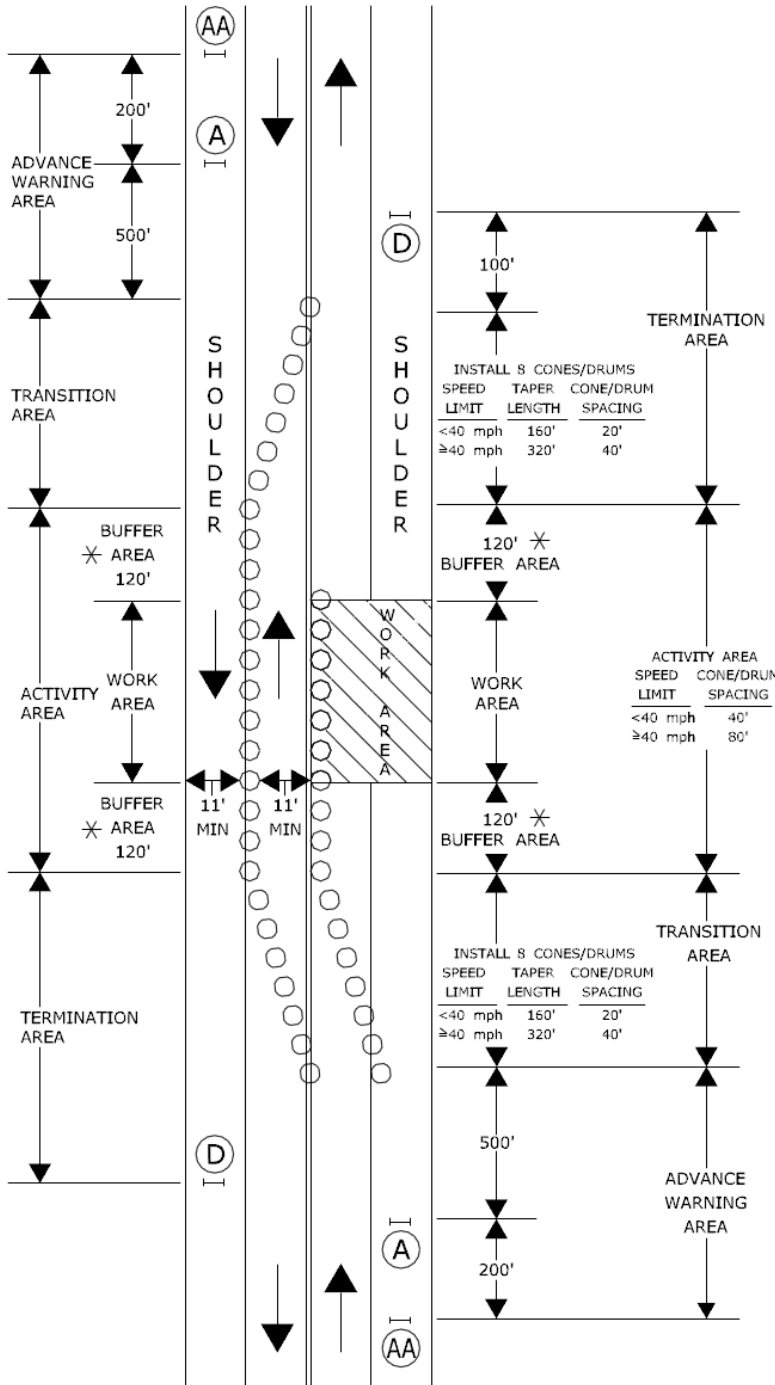 AA
200'
A
ADVANCE
WARNING
AREA
500'
D
100'
TERMINATION
AREA
SHOULDER
SHOULDER
INSTALL 8 CONES/DRUMS
SPEED LIMIT TAPER LENGTH CONE/DRUM SPACING
<40 mph 160' 20'
≧40 mph 320' 40'
TRANSITION
AREA
BUFFER
* AREA
120'
120' *
BUFFER AREA
WORK AREA
WORK
AREA
ACTIVITY
AREA
WORK
AREA
ACTIVITY AREA
SPEED LIMIT CONE/DRUM SPACING
<40 mph 40'
≧40 mph 80'
BUFFER
* AREA
120'
11'
MIN
11'
MIN
120' *
BUFFER AREA
TRANSITION
AREA
INSTALL 8 CONES/DRUMS
SPEED LIMIT TAPER LENGTH CONE/DRUM SPACING
<40 mph 160' 20'
≧40 mph 320' 40'
TERMINATION
AREA
D
500'
ADVANCE
WARNING
AREA
A
200'
AA